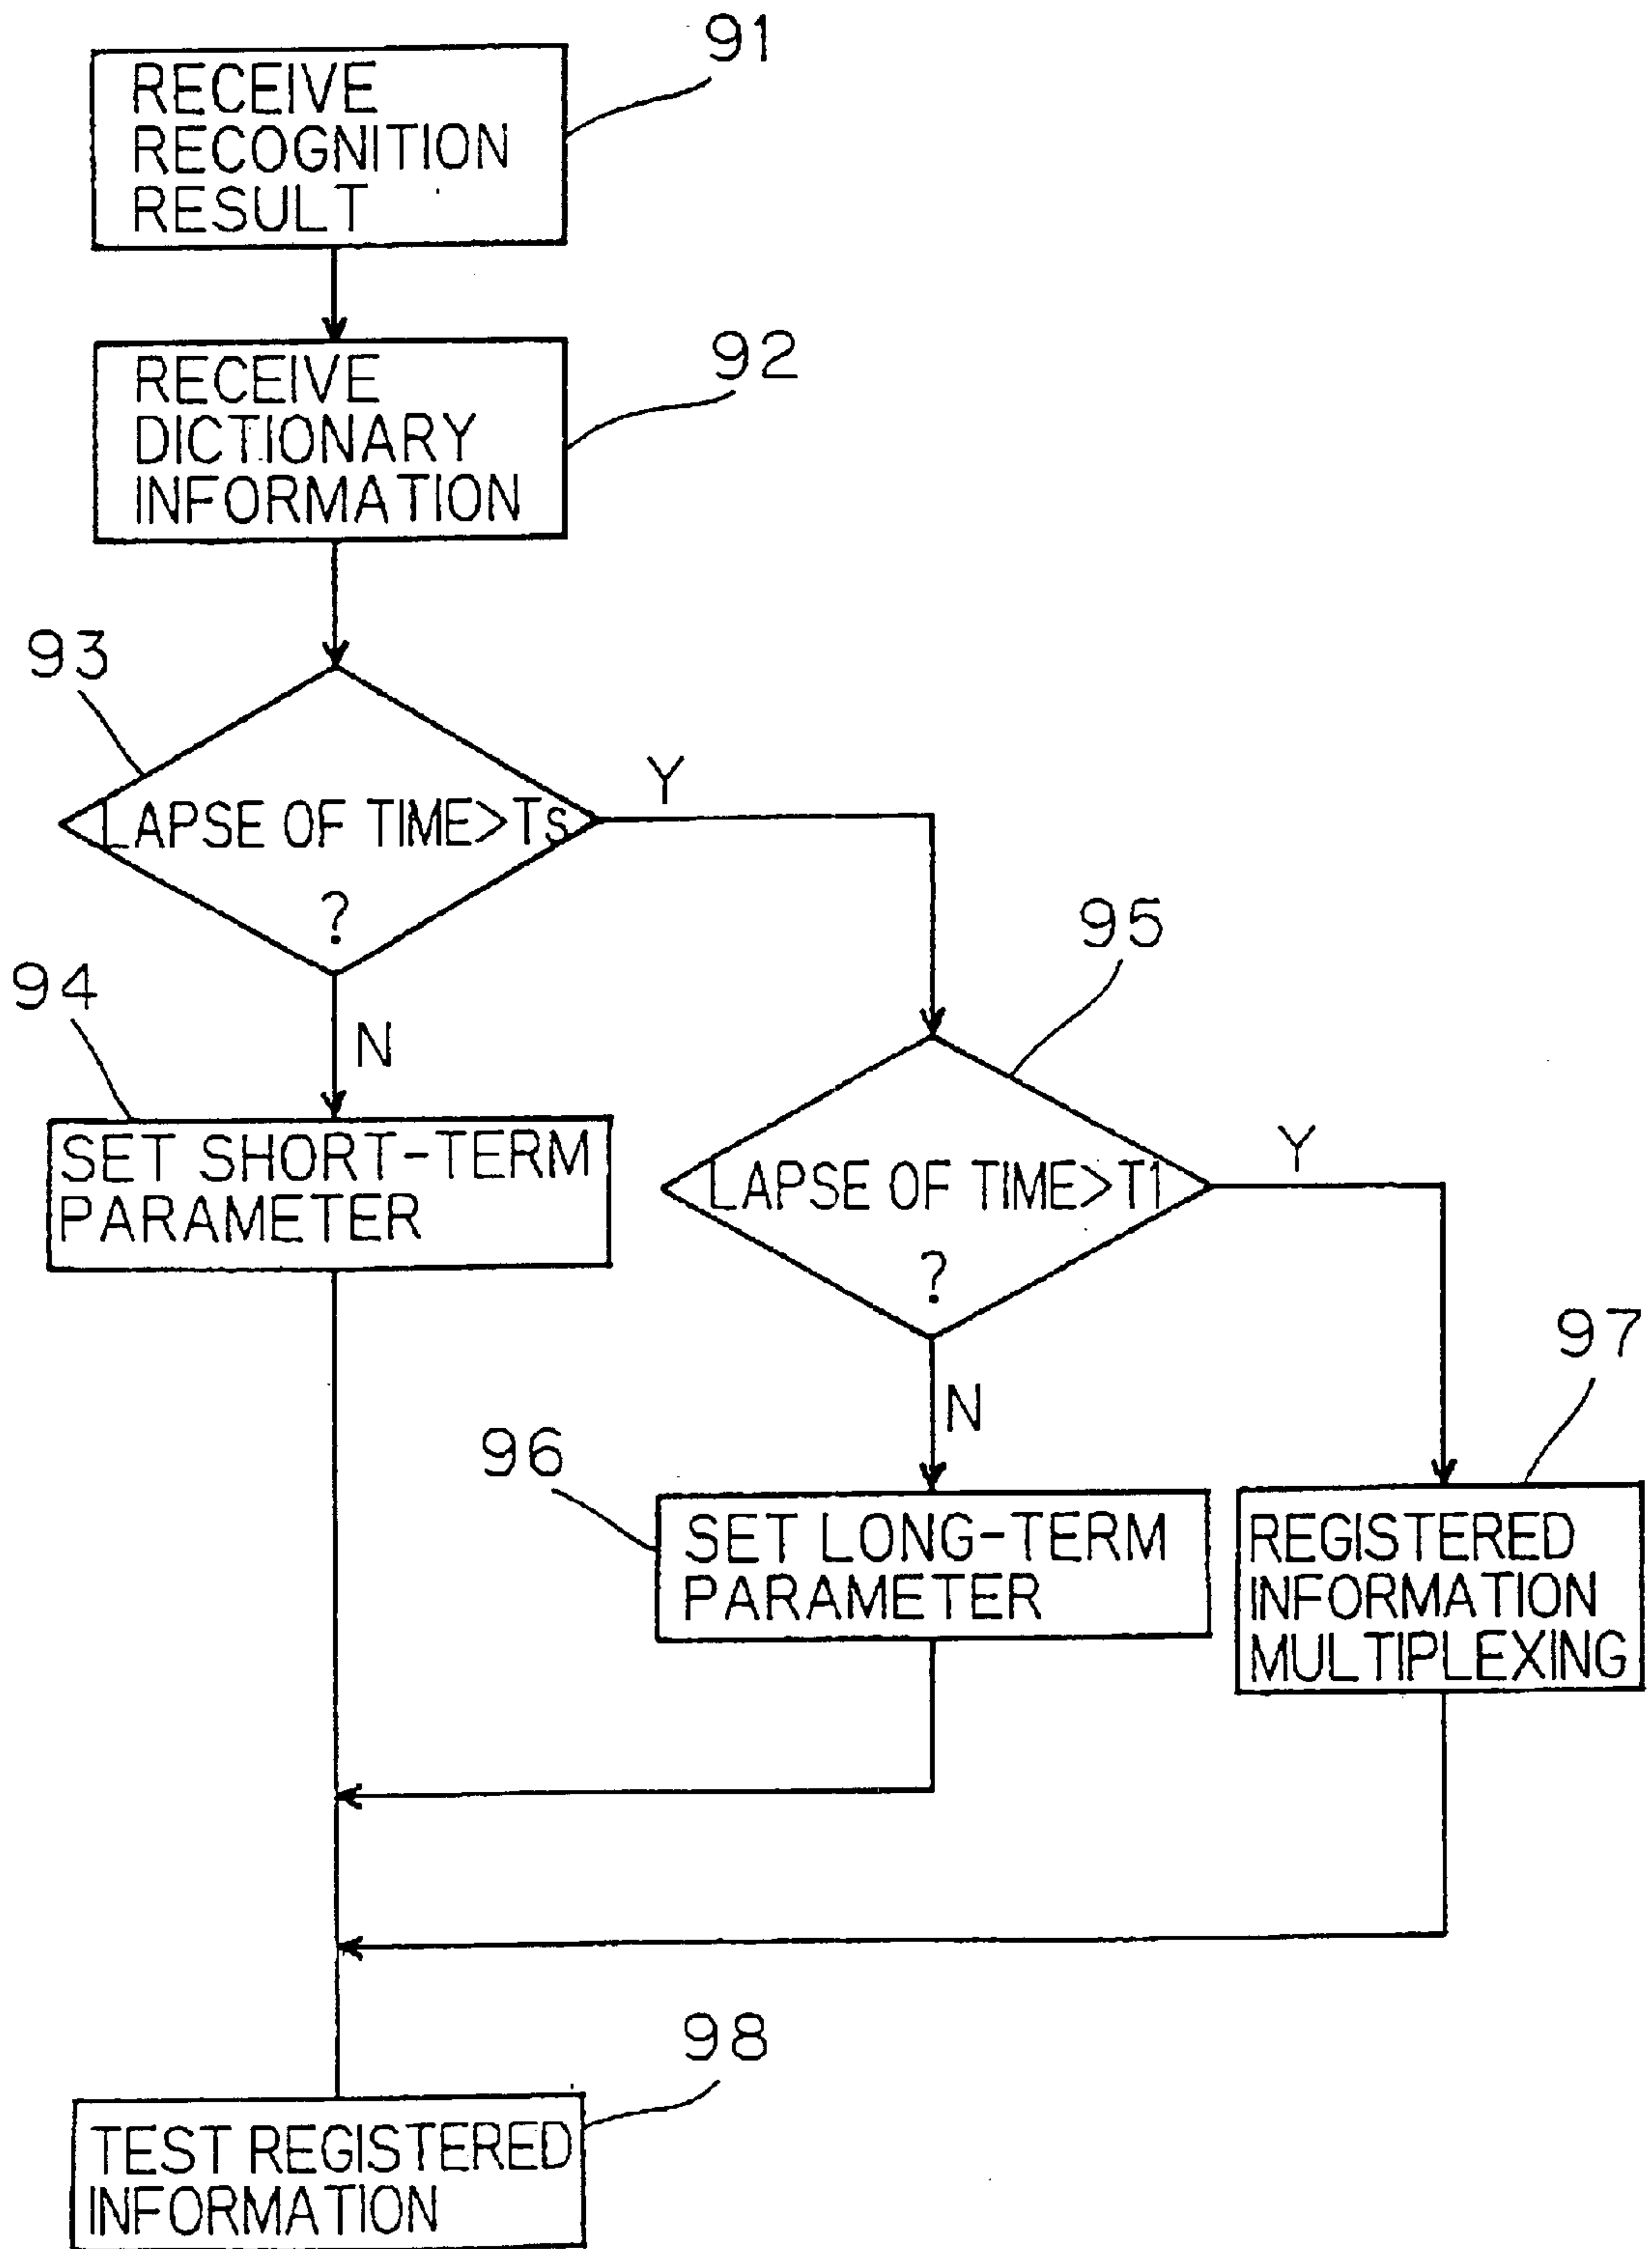 91
RECEIVE
RECOGNITION
RESULT
92
RECEIVE
DICTIONARY
INFORMATION
93
LAPSE OF TIME>Ts
?
Y
N
94
SET SHORT-TERM
PARAMETER
95
LAPSE OF TIME>T1
?
Y
N
96
SET LONG-TERM
PARAMETER
97
REGISTERED
INFORMATION
MULTIPLEXING
98
TEST REGISTERED
INFORMATION